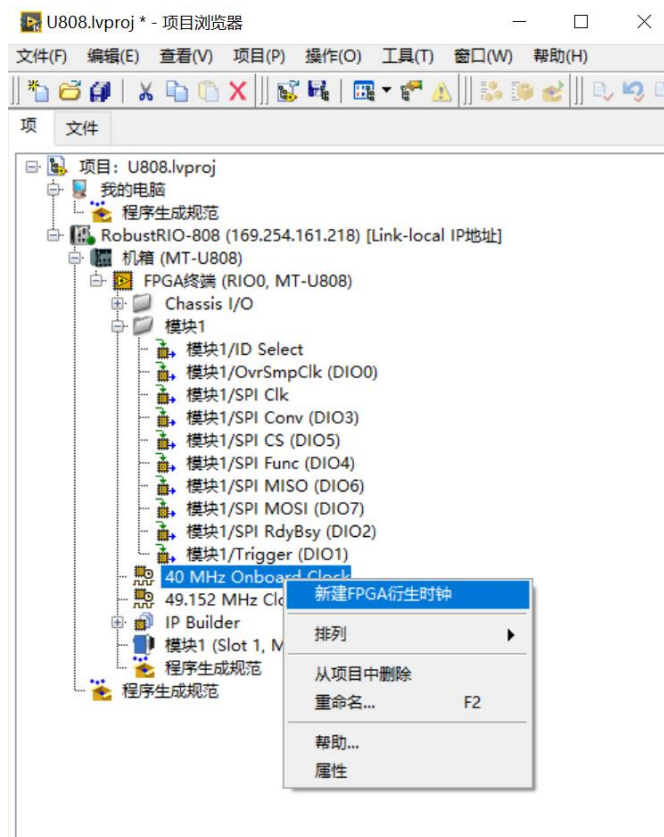 U808.lvproj * - 项目浏览器
文件(F) 编辑(E) 查看(V) 项目(P) 操作(O) 工具(T) 窗口(W) 帮助(H)
项 文件
项目：U808.lvproj
我的电脑
程序生成规范
RobustRIO-808 (169.254.161.218) [Link-local IP地址]
机箱 (MT-U808)
FPGA终端 (RIO0, MT-U808)
Chassis I/O
模块1
模块1/ID Select
模块1/OvrSmpClk (DIO0)
模块1/SPI Clk
模块1/SPI Conv (DIO3)
模块1/SPI CS (DIO5)
模块1/SPI Func (DIO4)
模块1/SPI MISO (DIO6)
模块1/SPI MOSI (DIO7)
模块1/SPI RdyBsy (DIO2)
模块1/Trigger (DIO1)
40 MHz Onboard Clock
49.152 MHz Clo
IP Builder
模块1 (Slot 1, M
程序生成规范
程序生成规范
新建FPGA衍生时钟
排列
从项目中删除
重命名... F2
帮助...
属性